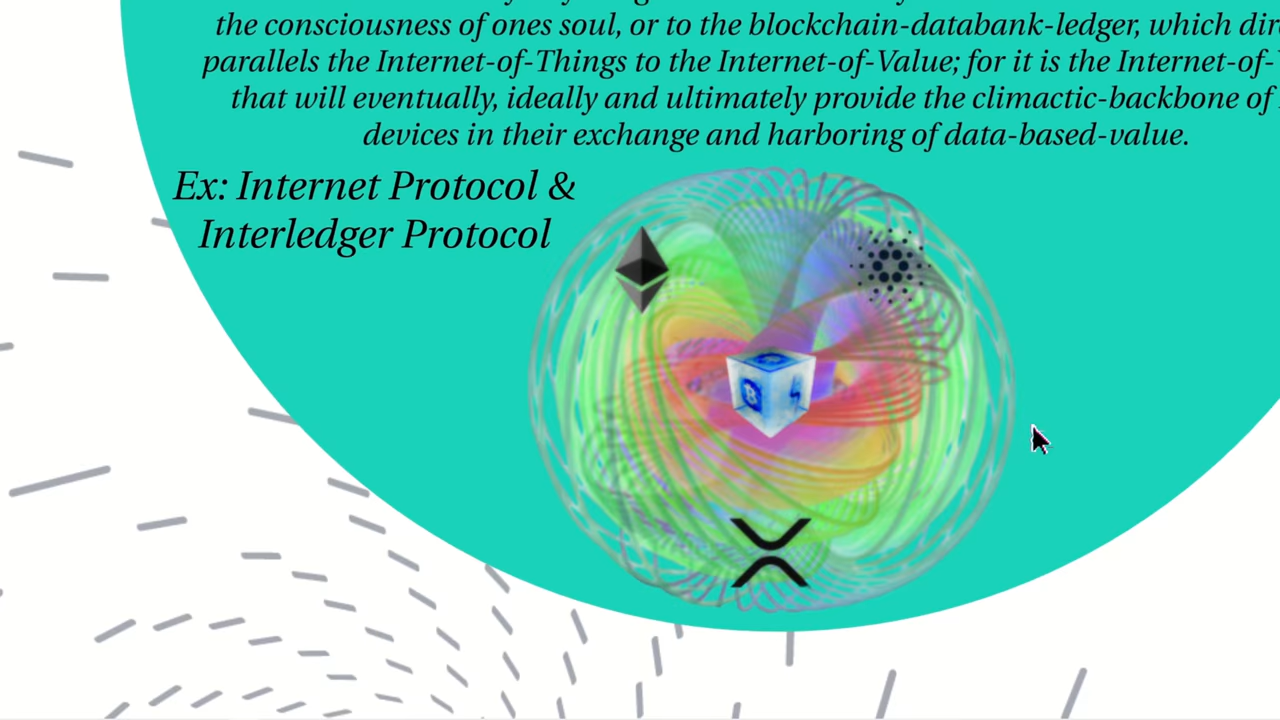 the consciousness of ones soul, or to the blockchain-databank-ledger, which
parallels the Internet-of-Things to the Internet-of-Value; for it is the Internet-of-
that will eventually, ideally and ultimately provide the climactic-backbone of
devices in their exchange and harboring of data-based-value.
Ex: Internet Protocol &
Interledger Protocol